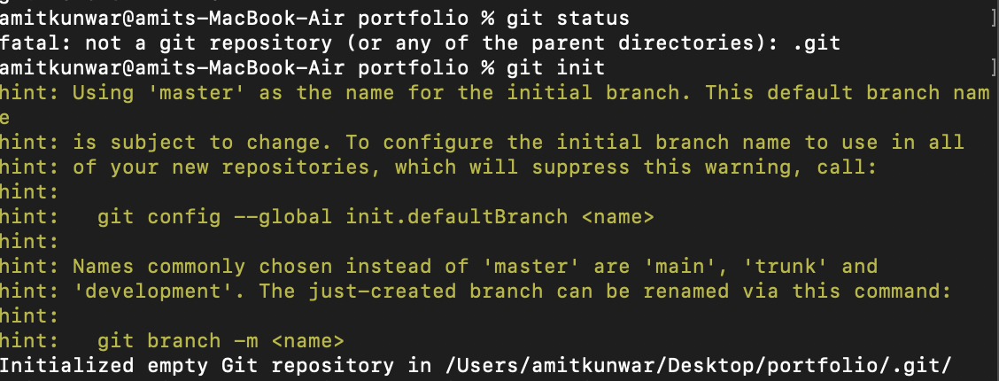 amitkunwar@amits-MacBook-Air portfolio % git status ]
fatal: not a git repository (or any of the parent directories): .git
amitkunwar@amits-MacBook-Air portfolio % git init ]
hint: Using 'master' as the name for the initial branch. This default branch nam
e
hint: is subject to change. To configure the initial branch name to use in all
hint: of your new repositories, which will suppress this warning, call:
hint:
hint:   git config --global init.defaultBranch <name>
hint:
hint: Names commonly chosen instead of 'master' are 'main', 'trunk' and
hint: 'development'. The just-created branch can be renamed via this command:
hint:
hint:   git branch -m <name>
Initialized empty Git repository in /Users/amitkunwar/Desktop/portfolio/.git/